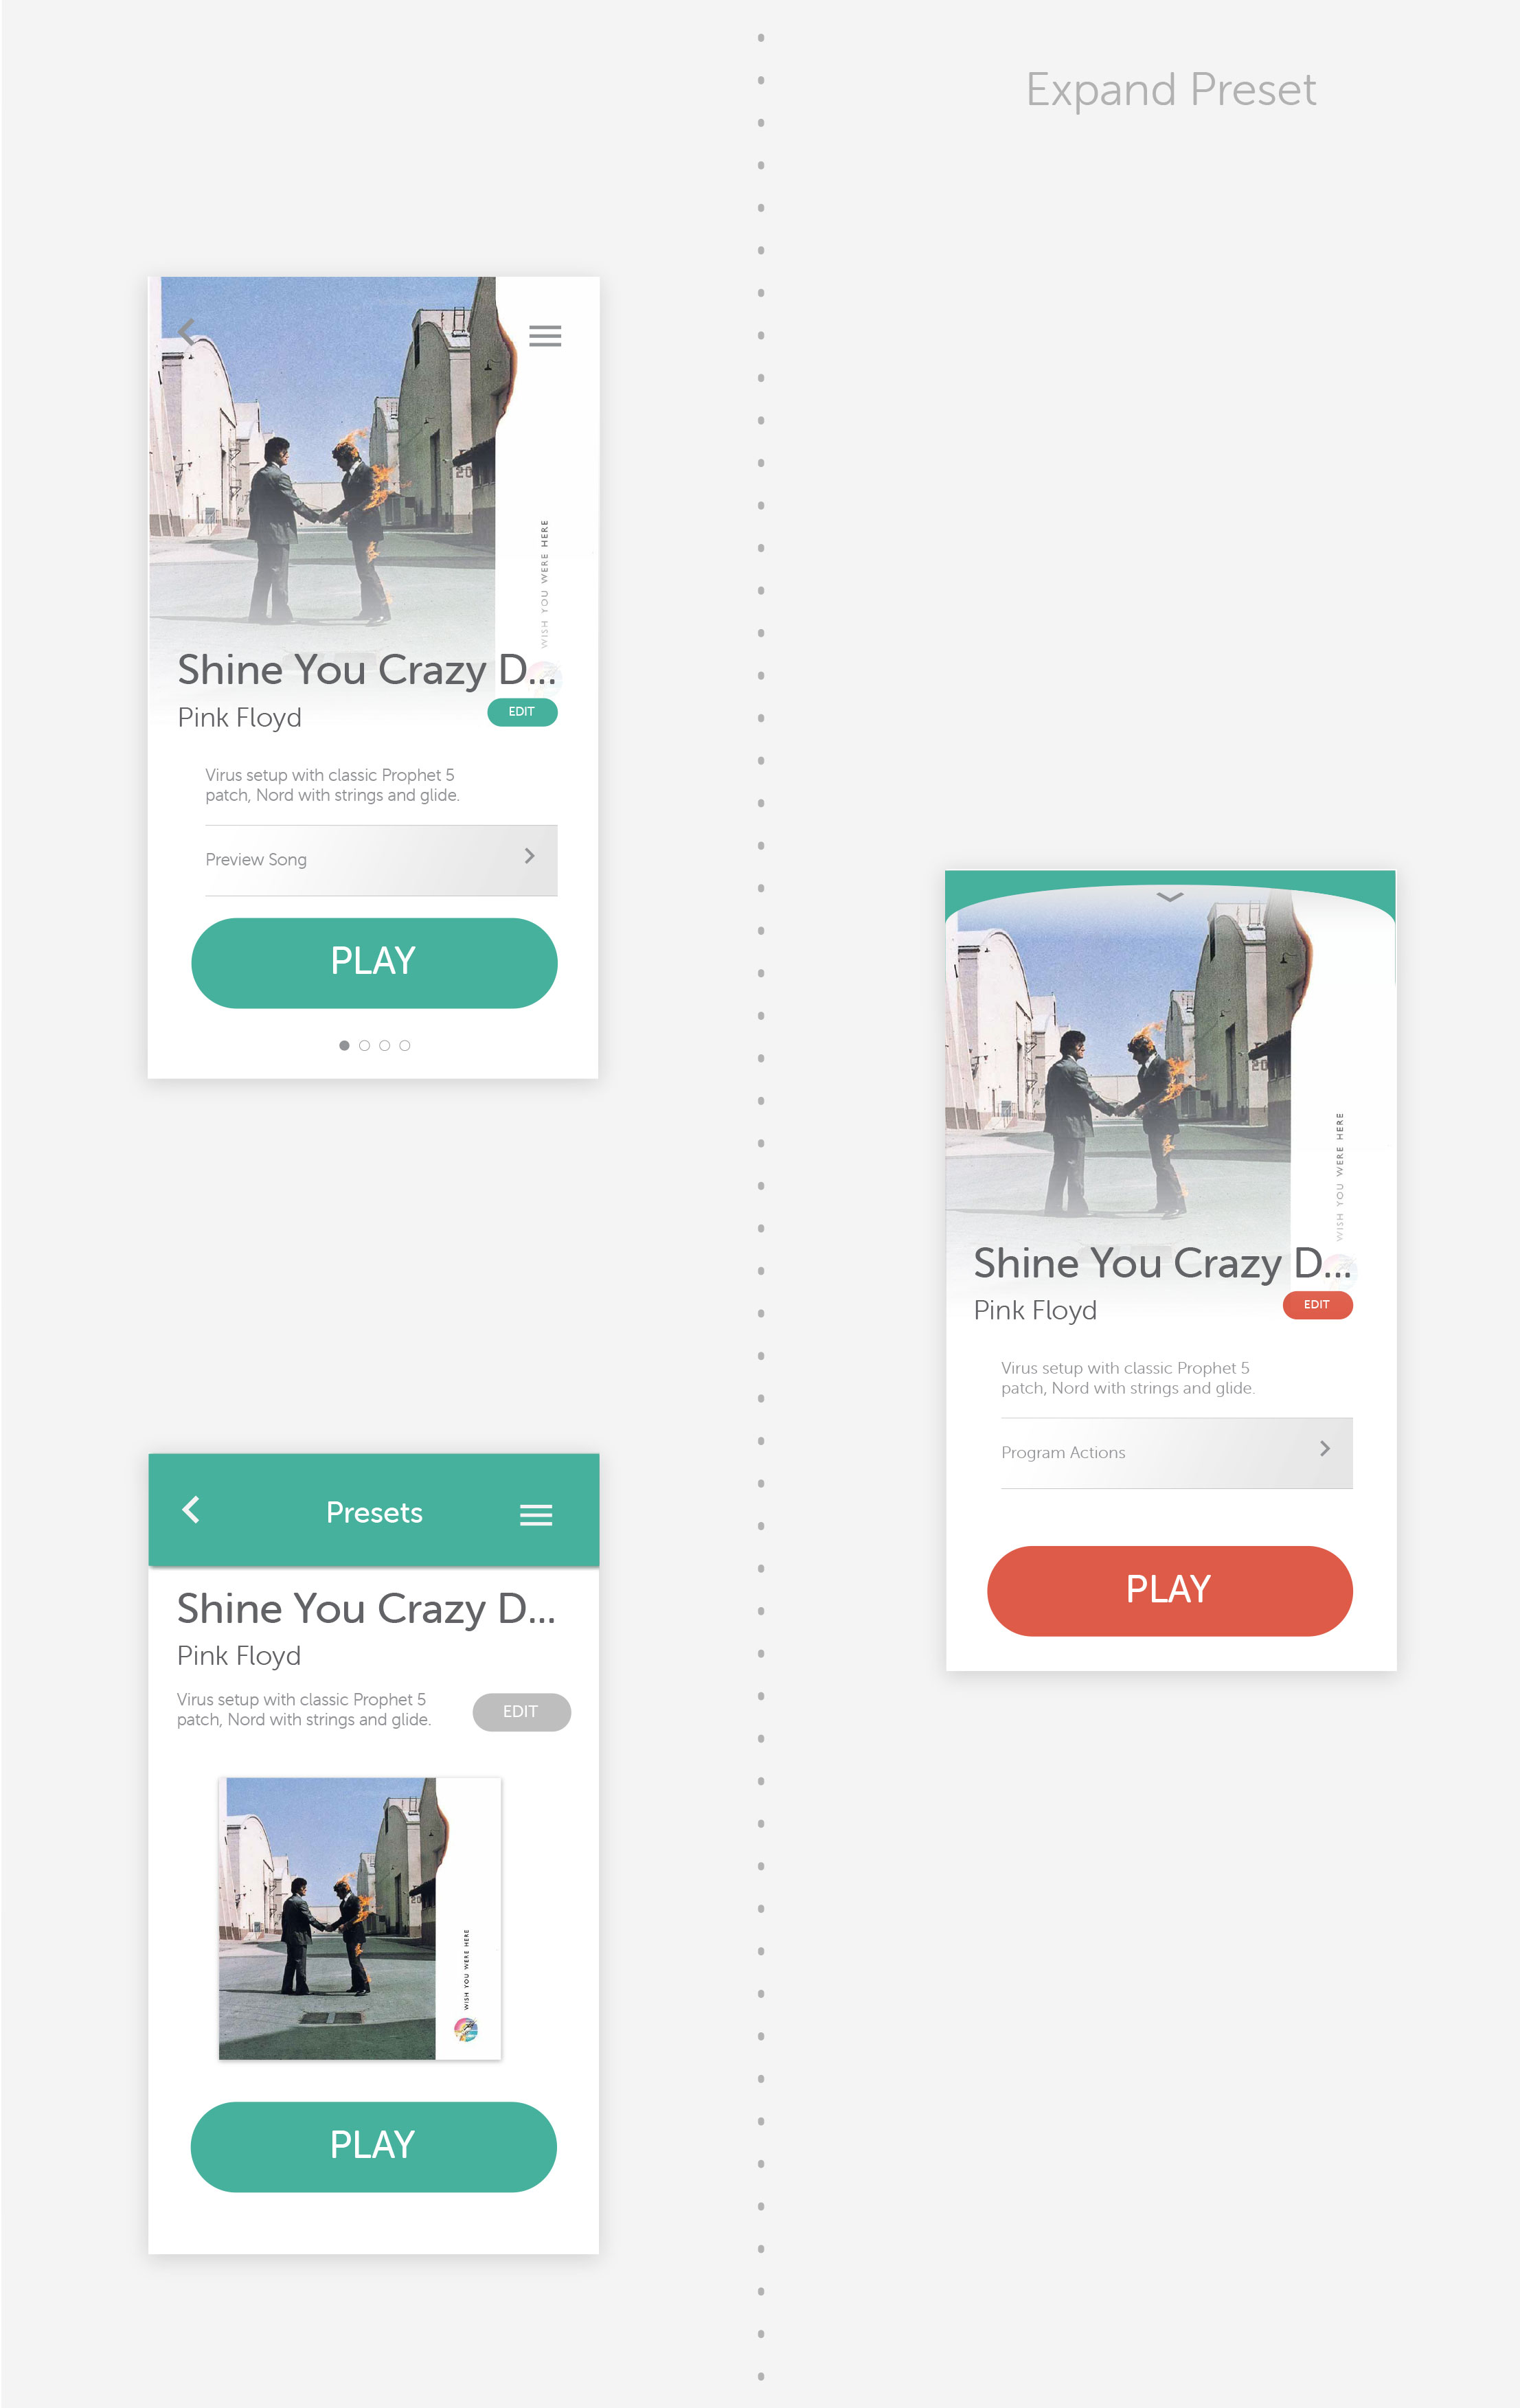 Expand Preset
WISH YOU WERE HERE
Shine You Crazy D...
Pink Floyd
EDIT
Virus setup with classic Prophet 5
patch, Nord with strings and glide.
Preview Song
PLAY
20
WISH YOU WERE HERE
Shine You Crazy D...
Pink Floyd
EDIT
Virus setup with classic Prophet 5
patch, Nord with strings and glide.
Program Actions
PLAY
20
Presets
Shine You Crazy D...
Pink Floyd
Virus setup with classic Prophet 5
patch, Nord with strings and glide.
EDIT
20
WISH YOU WERE HERE
PLAY